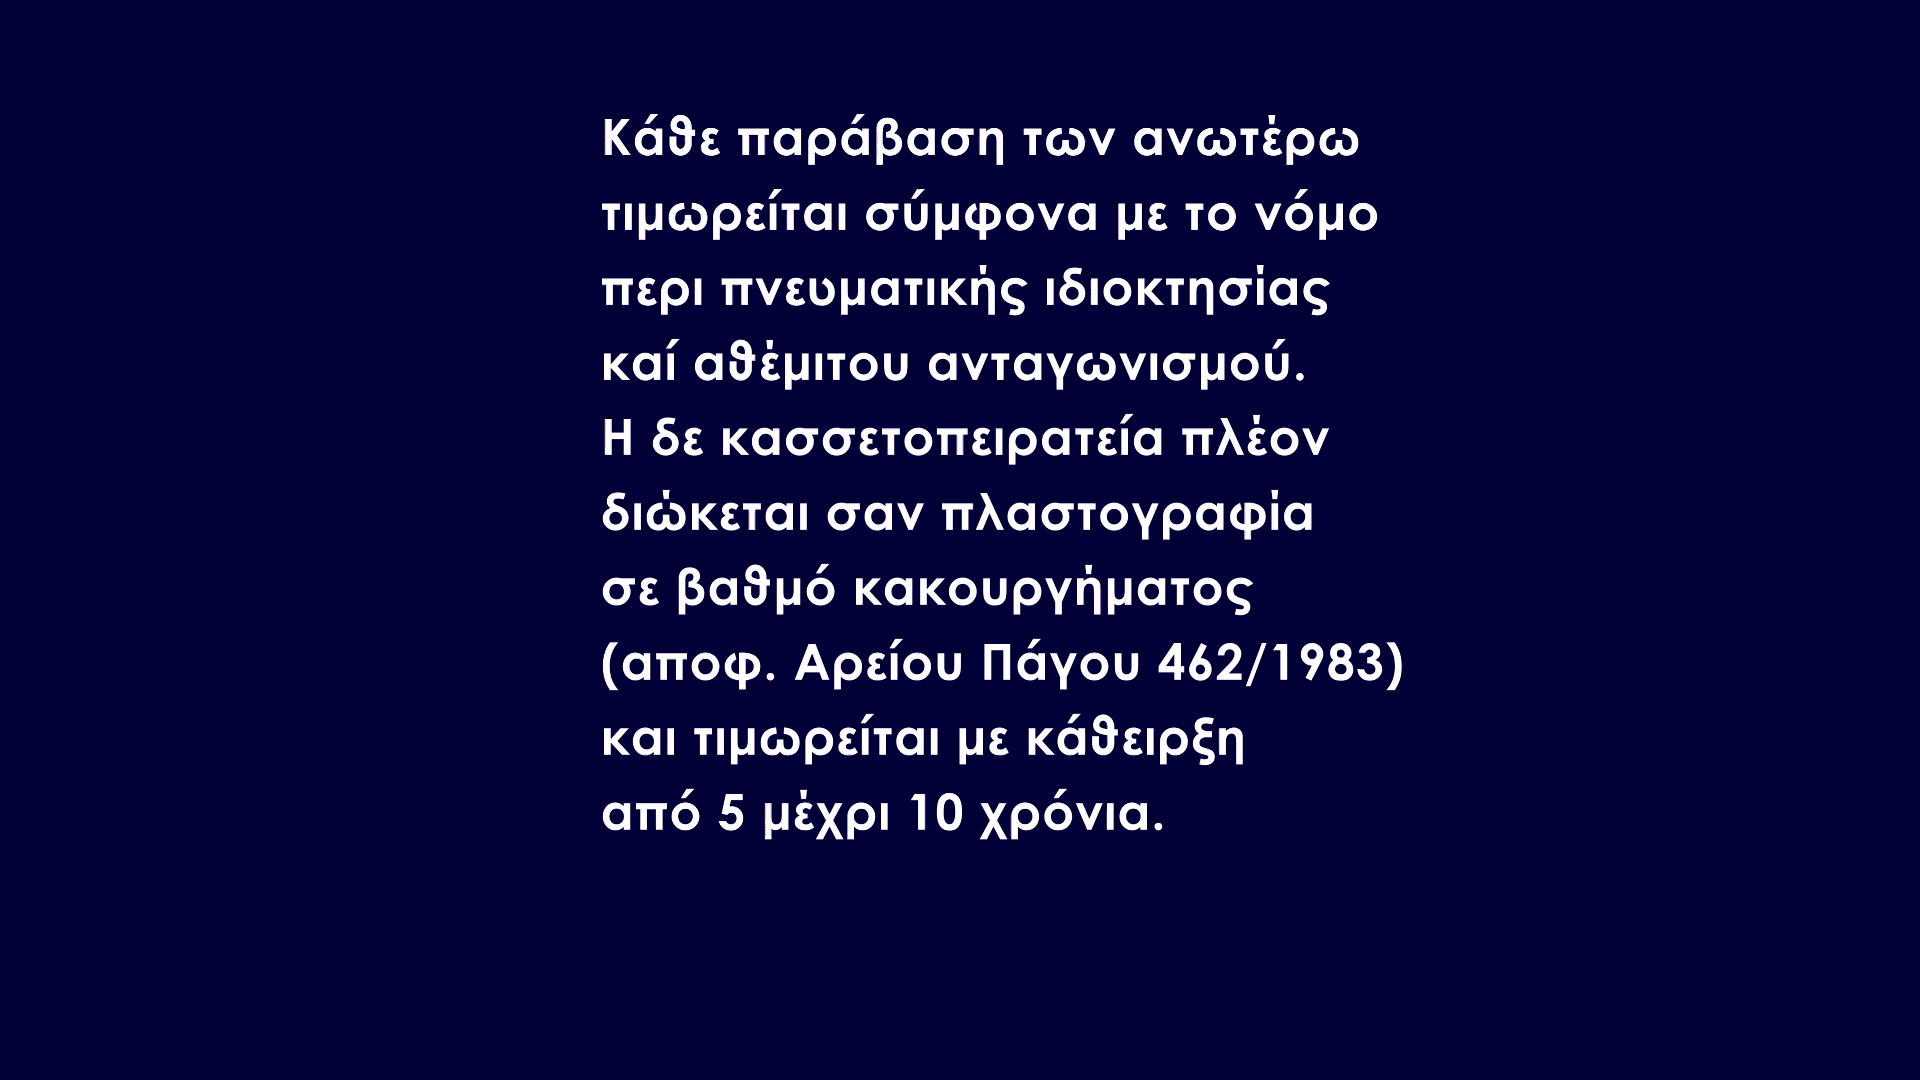 Κάθε παράβαση των ανωτέρω
τιμωρείται σύμφονα με το νόμο
περι πνευματικής ιδιοκτησίας
καί αθέμιτου ανταγωνισμού.
Η δε κασσετοπειρατεία πλέον
διώκεται σαν πλαστογραφία
σε βαθμό κακουργήματος
(αποφ. Αρείου Πάγου 462/1983)
και τιμωρείται με κάθειρξη
από 5 μέχρι 10 χρόνια.